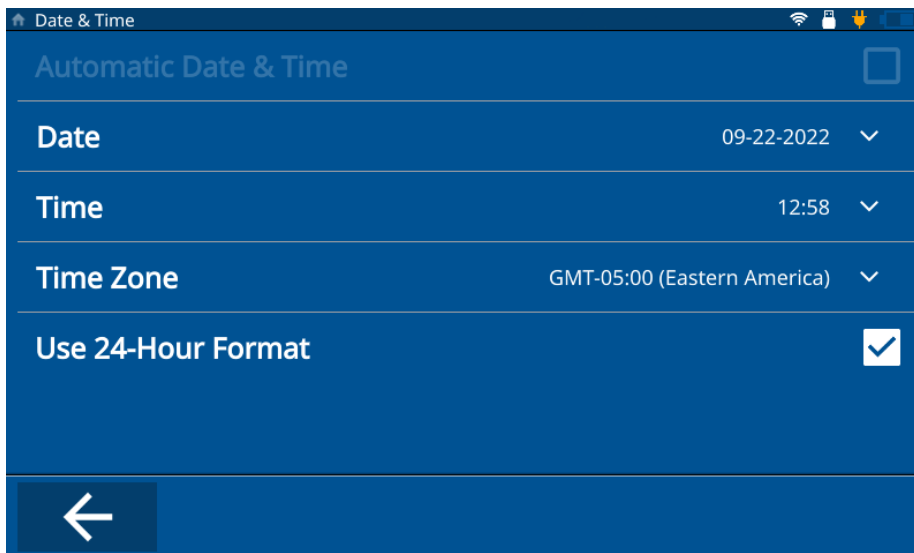 Date & Time
Automatic Date & Time
Date 09-22-2022
Time 12:58
Time Zone GMT-05:00 (Eastern America)
Use 24-Hour Format